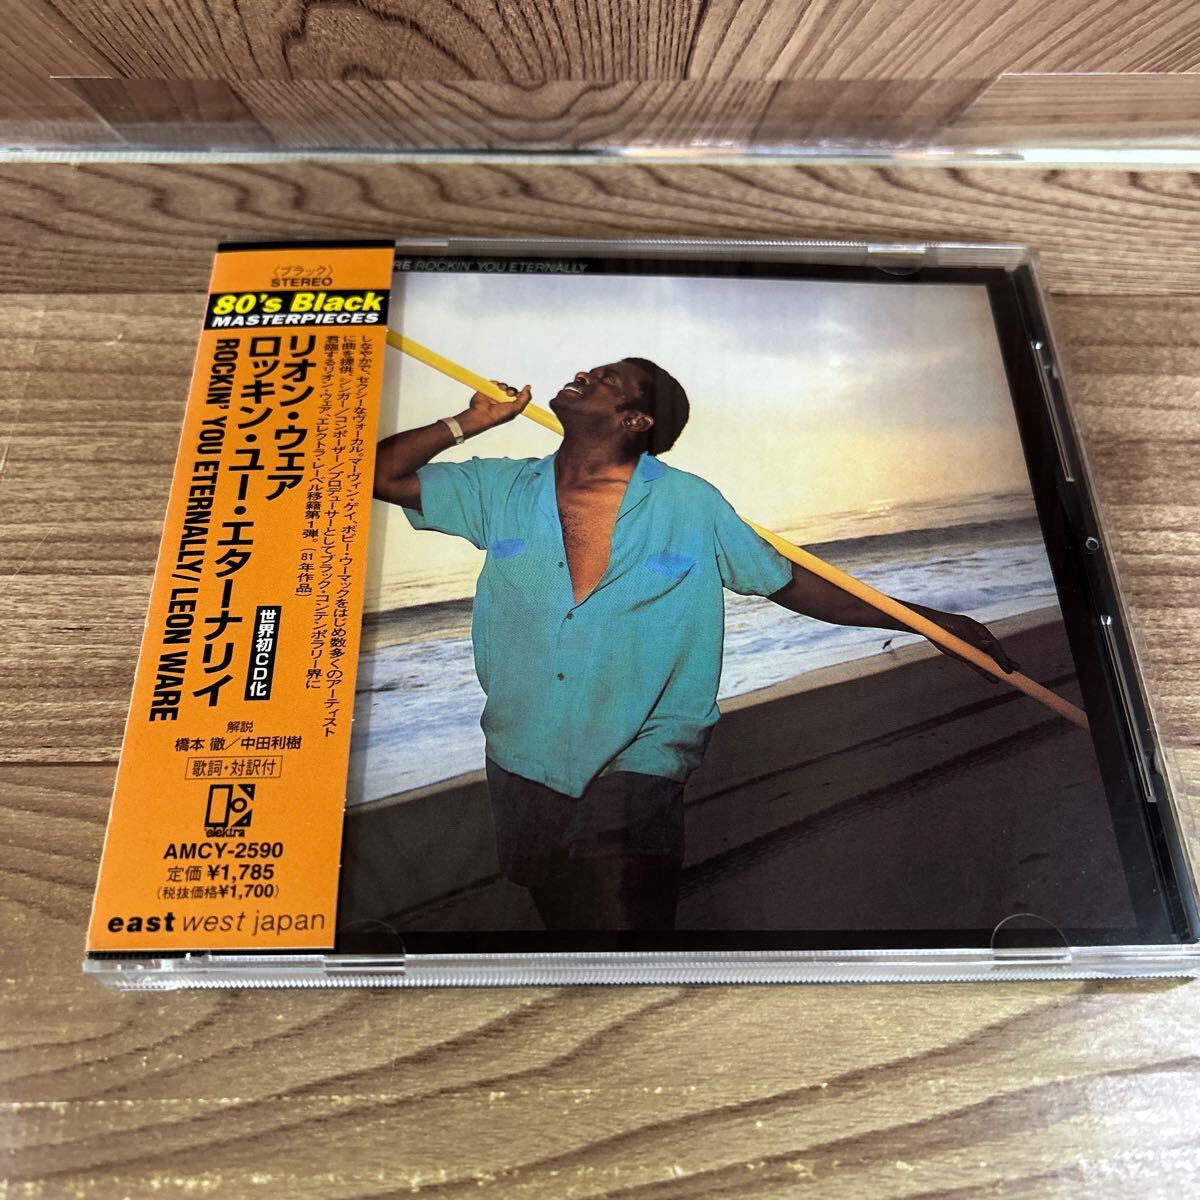 〈ブラック〉
STEREO
80's Black
MASTERPIECES
しなやかで、セクシーなヴォーカル。マーヴィン・ゲイ、ボビー・ウーマックをはじめ数多くのアーティスト
に曲を提供、シンガー/コンポーザー/プロデューサーとしてブラック・コンテンポラリー界に
君臨するリオン・ウェア、エレクトラ・レーベル移籍第1弾。(81年作品)
リオン・ウェア
ロッキン・ユー・エターナリィ
ROCKIN' YOU ETERNALLY/LEON WARE
世界初CD化
解説
橋本 徹/中田利樹
歌詞・対訳付
elektra
AMCY-2590
定価 ¥1,785
(税抜価格¥1,700)
east west japan
RE ROCKIN' YOU ETERNALLY